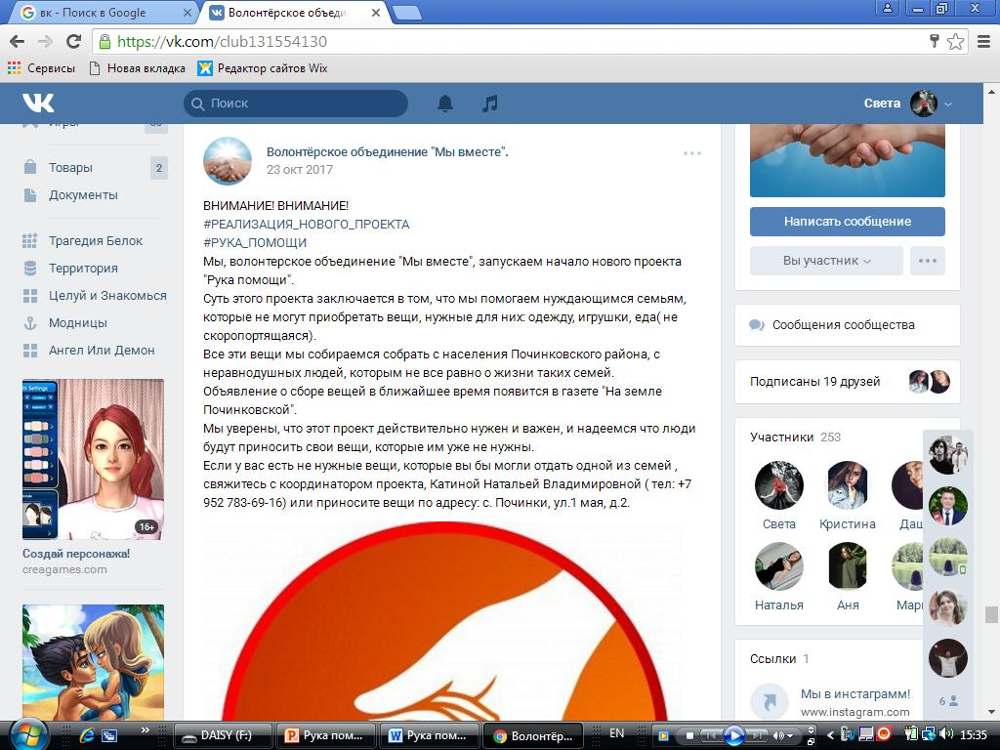 вк - Поиск в Google
Волонтёрское объеди
https://vk.com/club131554130
Сервисы
Новая вкладка
Редактор сайтов Wix
Поиск
Света
Игры
Товары
2
Документы
Трагедия Белок
Территория
Целуй и Знакомься
Модницы
Ангел Или Демон
16+
Создай персонажа!
creagames.com
Волонтёрское объединение "Мы вместе".
23 окт 2017
ВНИМАНИЕ! ВНИМАНИЕ!
#РЕАЛИЗАЦИЯ_НОВОГО_ПРОЕКТА
#РУКА_ПОМОЩИ
Мы, волонтерское объединение "Мы вместе", запускаем начало нового проекта
"Рука помощи".
Суть этого проекта заключается в том, что мы помогаем нуждающимся семьям,
которые не могут приобретать вещи, нужные для них: одежду, игрушки, еда( не
скоропортящаяся).
Все эти вещи мы собираемся собрать с населения Починковского района, с
неравнодушных людей, которым не все равно о жизни таких семей.
Объявление о сборе вещей в ближайшее время появится в газете "На земле
Починковской".
Мы уверены, что этот проект действительно нужен и важен, и надеемся что люди
будут приносить свои вещи, которые им уже не нужны.
Если у вас есть не нужные вещи, которые вы бы могли отдать одной из семей ,
свяжитесь с координатором проекта, Катиной Натальей Владимировной ( тел: +7
952 783-69-16) или приносите вещи по адресу: с. Починки, ул.1 мая, д.2.
Написать сообщение
Вы участник
Сообщения сообщества
Подписаны 19 друзей
Участники 253
Света
Кристина
Даш
Наталья
Аня
Мари
Ссылки 1
Мы в инстаграмм!
www.instagram.com
6
DAISY (F:)
Рука пом...
Рука пом...
Волонтёр...
EN
15:35